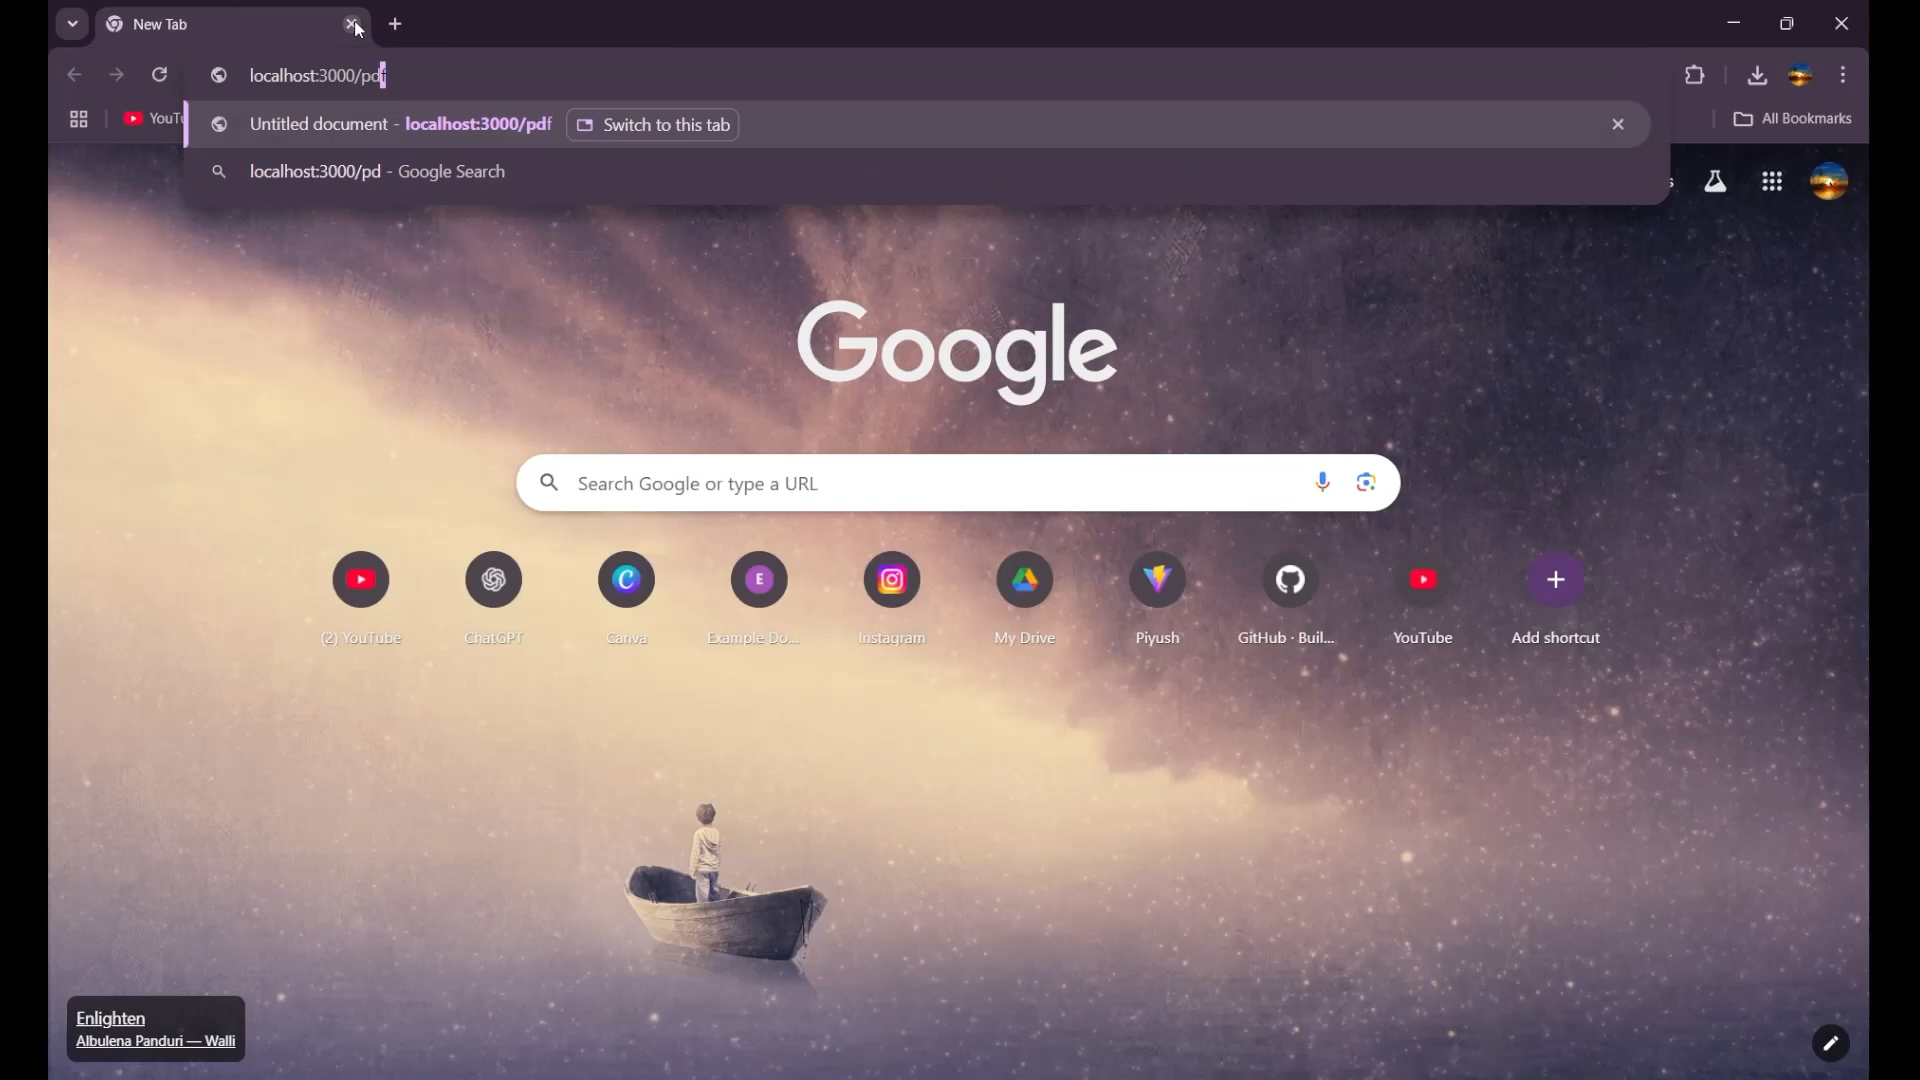 New Tab
localhost:3000/pdf
YouTu
Untitled document - localhost:3000/pdf Switch to this tab
All Bookmarks
localhost:3000/pd - Google Search
s
Google
Search Google or type a URL
E
(2) YouTube ChatGPT Canva Example Do... Instagram My Drive Piyush GitHub · Buil... YouTube Add shortcut
Enlighten
Albulena Panduri — Walli